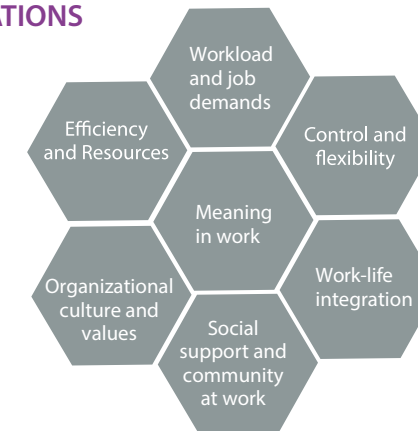 ATIONS
Workload
and job
demands
Efficiency
and Resources
Control and
flexibility
Meaning
in work
Organizational
culture and
values
Work-life
integration
Social
support and
community
at work